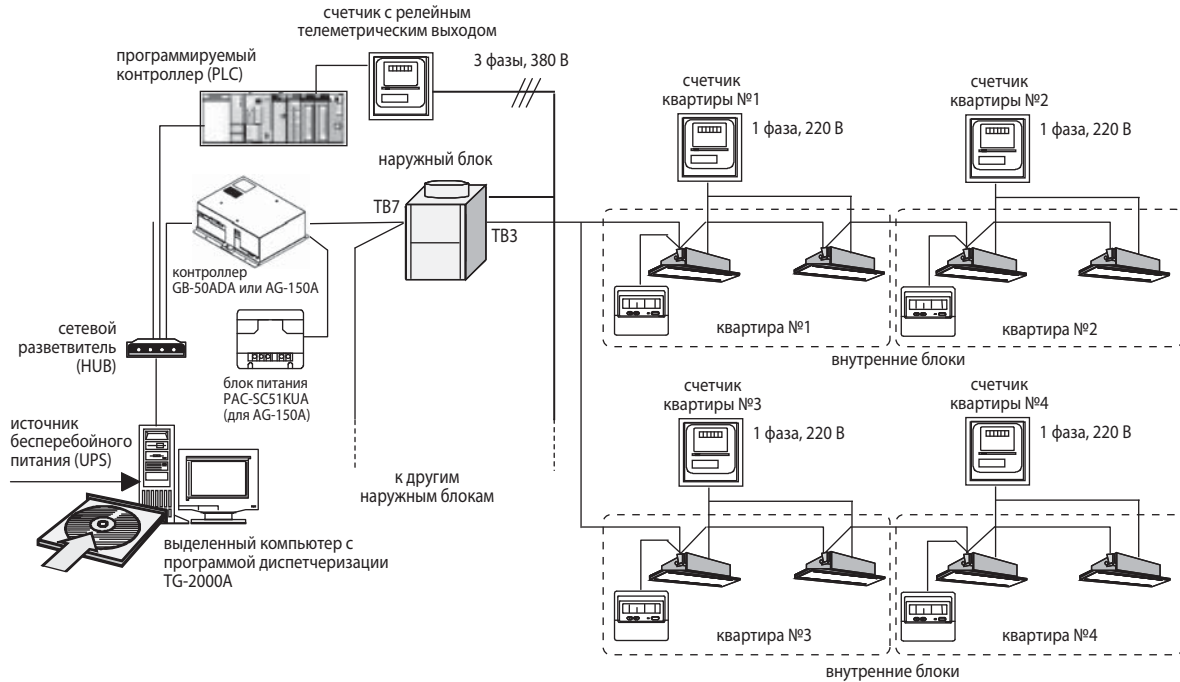 счетчик с релейным
телеметрическим выходом
программируемый
контроллер (PLC)
3 фазы, 380 В
счетчик
квартиры №1
1 фаза, 220 В
счетчик
квартиры №2
1 фаза, 220 В
наружный блок
TB7
TB3
контроллер
GB-50ADA или AG-150A
сетевой
разветвитель
(HUB)
блок питания
PAC-SC51KUA
(для AG-150A)
квартира №1
квартира №2
внутренние блоки
источник
бесперебойного
питания (UPS)
к другим
наружным блокам
выделенный компьютер с
программой диспетчеризации
TG-2000A
счетчик
квартиры №3
1 фаза, 220 В
счетчик
квартиры №4
1 фаза, 220 В
квартира №3
квартира №4
внутренние блоки